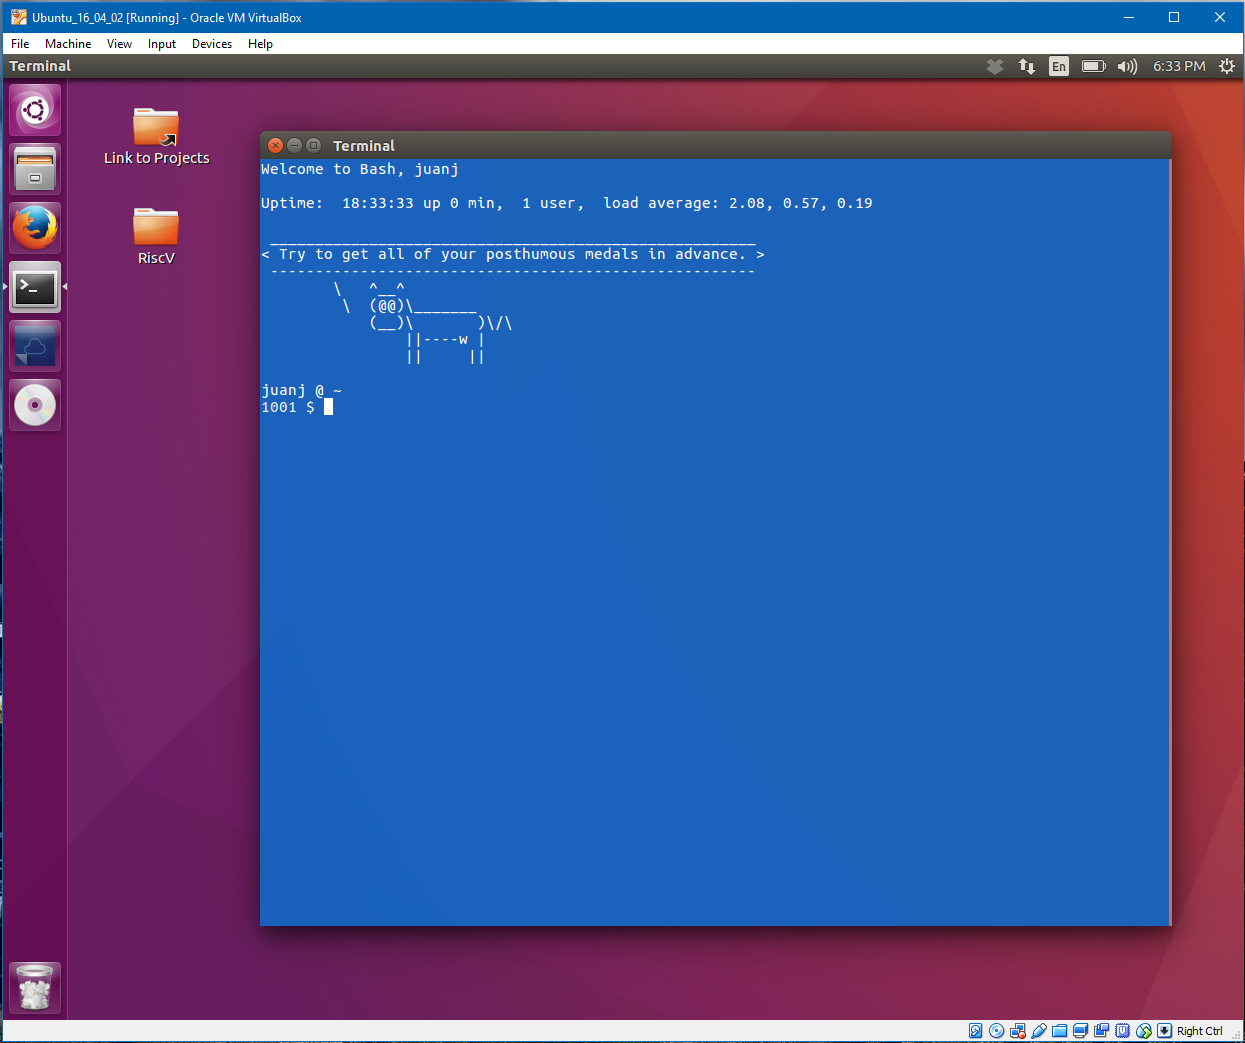 Ubuntu_16_04_02 [Running] - Oracle VM VirtualBox
File Machine View Input Devices Help
Terminal En 6:33 PM
Link to Projects
RiscV
Terminal
Welcome to Bash, juanj
Uptime:  18:33:33 up 0 min,  1 user,  load average: 2.08, 0.57, 0.19
 ______________________________________________________
< Try to get all of your posthumous medals in advance. >
 ------------------------------------------------------
        \   ^__^
         \  (@@)\_______
            (__)\       )\/\
                ||----w |
                ||     ||
juanj @ ~
1001 $
Right Ctrl